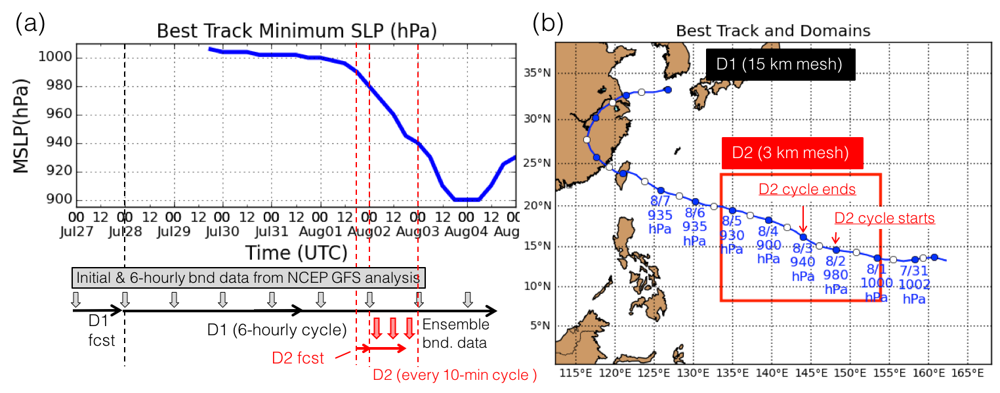 (a)
Best Track Minimum SLP (hPa)
MSLP(hPa)
1000
980
960
940
920
900
00 12 00 12 00 12 00 12 00 12 00 12 00 12 00 12 00 12 00
Jul27 Jul28 Jul29 Jul30 Jul31 Aug01 Aug02 Aug03 Aug04 Aug
Time (UTC)
Initial & 6-hourly bnd data from NCEP GFS analysis
D1
fcst
D1 (6-hourly cycle)
Ensemble
bnd. data
D2 fcst
D2 (every 10-min cycle )
(b)
Best Track and Domains
D1 (15 km mesh)
D2 (3 km mesh)
D2 cycle ends
D2 cycle starts
35°N
30°N
25°N
20°N
15°N
10°N
5°N
8/7
935
hPa
8/6
935
hPa
8/5
930
hPa
8/4
900
hPa
8/3
940
hPa
8/2
980
hPa
8/1
1000
hPa
7/31
1002
hPa
115°E 120°E 125°E 130°E 135°E 140°E 145°E 150°E 155°E 160°E 165°E